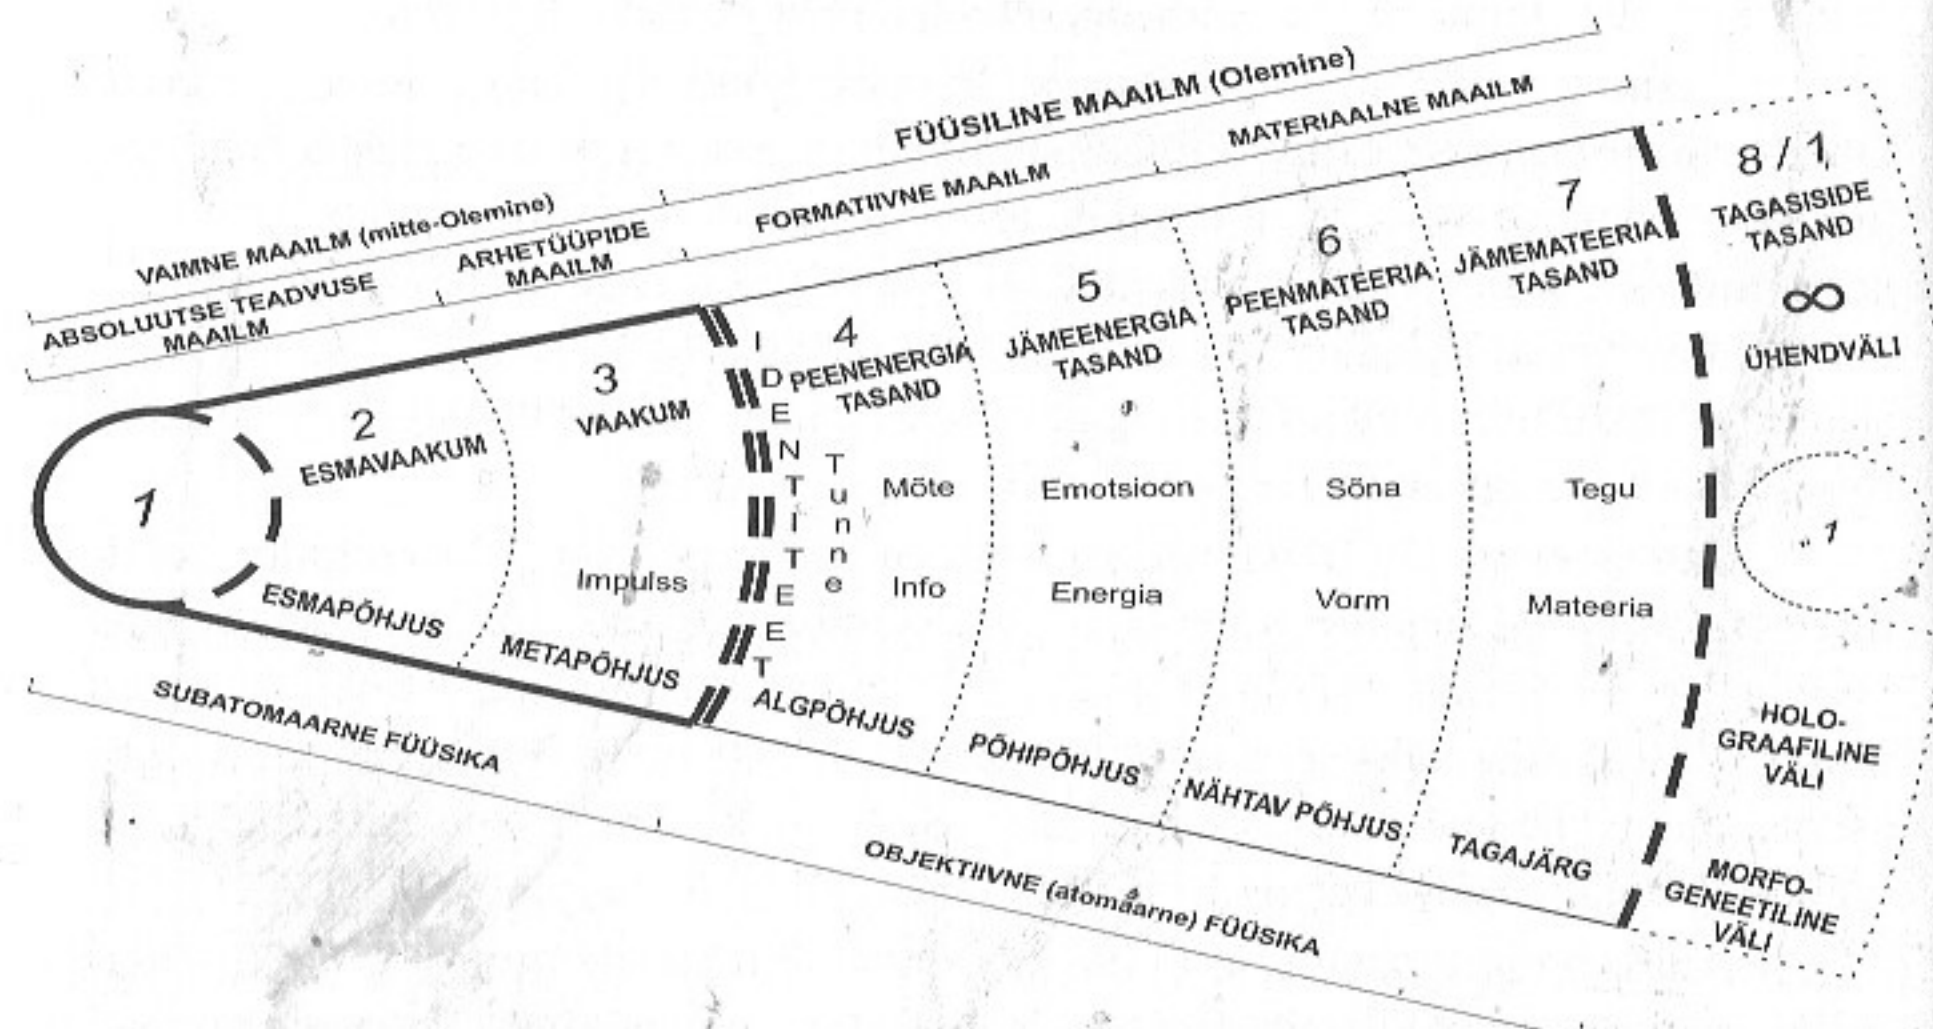 FÜÜSILINE MAAILM (Olemine)
MATERIAALNE MAAILM
FORMATIIVNE MAAILM
VAIMNE MAAILM (mitte-Olemine)
ARHETÜÜPIDE
MAAILM
ABSOLUUTSE TEADVUSE
MAAILM
1
2
ESMAVAAKUM
ESMAPÕHJUS
3
VAAKUM
Impulss
METAPÕHJUS
IDENTITEET
4
PEENENERGIA
TASAND
Tunne
Mõte
Info
ALGPÕHJUS
5
JÄMEENERGIA
TASAND
Emotsioon
Energia
PÕHIPÕHJUS
6
PEENMATEERIA
TASAND
Sõna
Vorm
NÄHTAV PÕHJUS
7
JÄMEMATEERIA
TASAND
Tegu
Mateeria
TAGAJÄRG
8 / 1
TAGASISIDE
TASAND
∞
ÜHENDVÄLI
1
HOLO-
GRAAFILINE
VÄLI
MORFO-
GENEETILINE
VÄLI
SUBATOMAARNE FÜÜSIKA
OBJEKTIIVNE (atomaarne) FÜÜSIKA